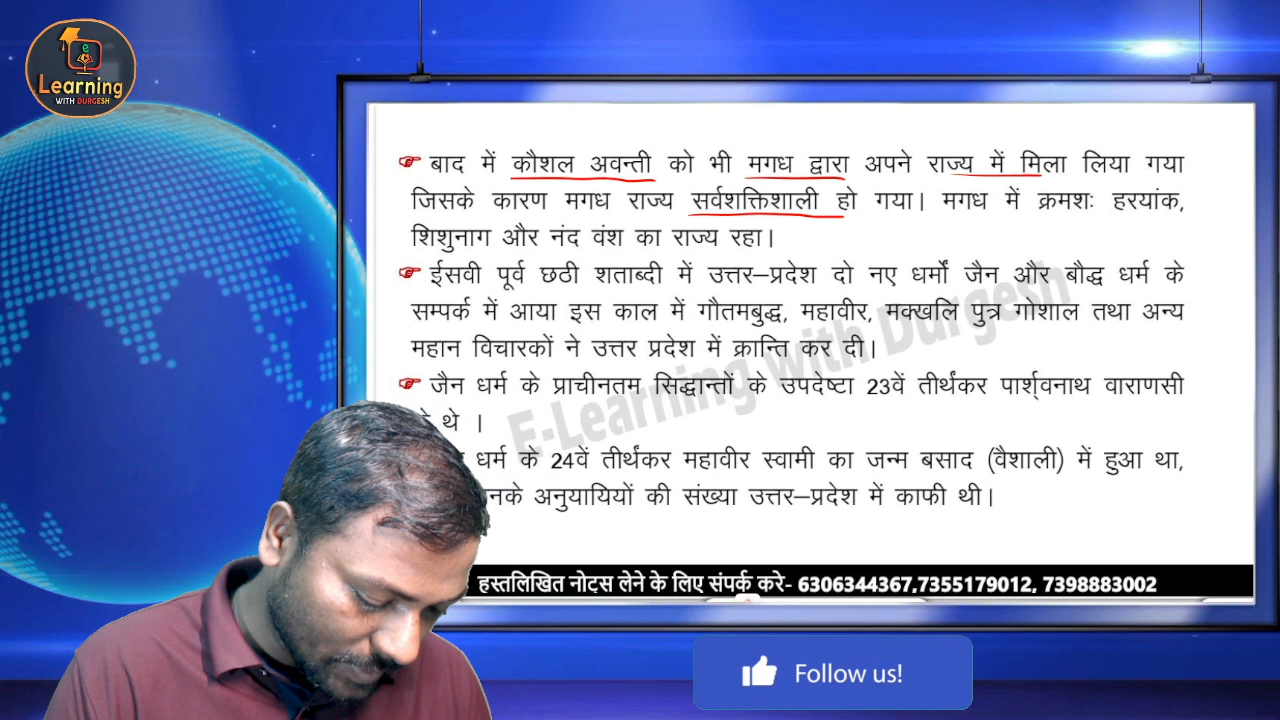 e
Learning
WITH DURGESH
☞ बाद में कौशल अवन्ती को भी मगध द्वारा अपने राज्य में मिला लिया गया
जिसके कारण मगध राज्य सर्वशक्तिशाली हो गया। मगध में क्रमशः हरयांक,
शिशुनाग और नंद वंश का राज्य रहा।
☞ ईसवी पूर्व छठी शताब्दी में उत्तर–प्रदेश दो नए धर्मों जैन और बौद्ध धर्म के
सम्पर्क में आया इस काल में गौतमबुद्ध, महावीर, मक्खलि पुत्र गोशाल तथा अन्य
महान विचारकों ने उत्तर प्रदेश में क्रान्ति कर दी।
☞ जैन धर्म के प्राचीनतम सिद्धान्तों के उपदेष्टा 23वें तीर्थंकर पार्श्वनाथ वाराणसी
थे ।
धर्म के 24वें तीर्थंकर महावीर स्वामी का जन्म बसाद (वैशाली) में हुआ था,
अनुयायियों की संख्या उत्तर–प्रदेश में काफी थी।
E-Learning with Durgesh
हस्तलिखित नोट्स लेने के लिए संपर्क करे- 6306344367,7355179012, 7398883002
Follow us!